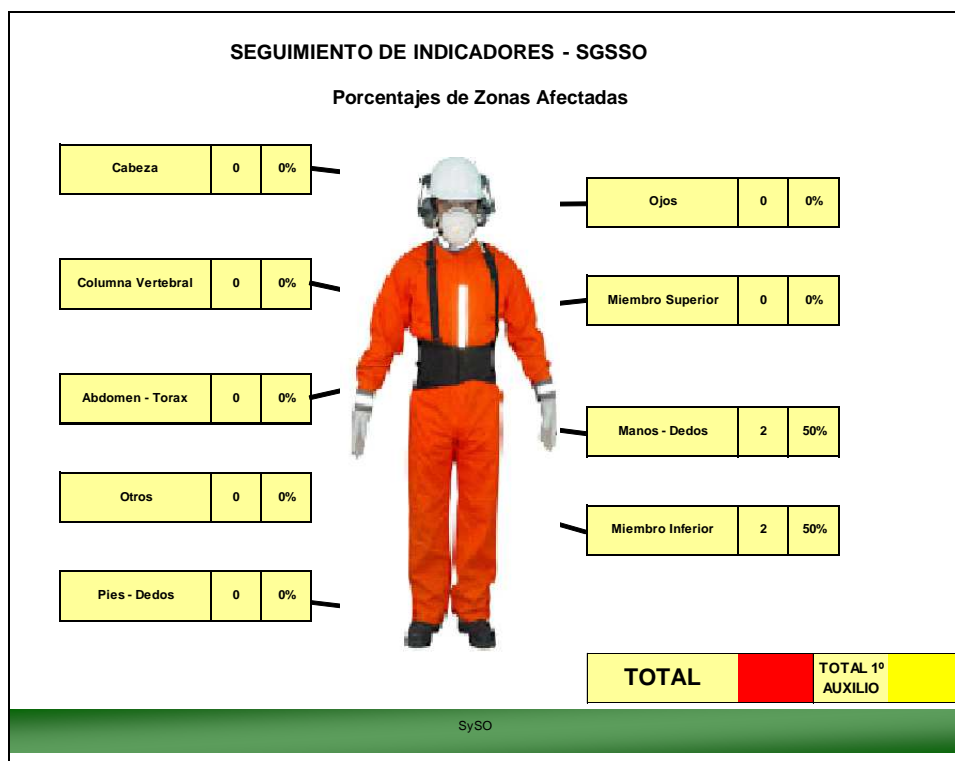 SEGUIMIENTO DE INDICADORES - SGSSO
Porcentajes de Zonas Afectadas
Cabeza 0 0%
Ojos 0 0%
Columna Vertebral 0 0%
Miembro Superior 0 0%
Abdomen - Torax 0 0%
Manos - Dedos 2 50%
Otros 0 0%
Miembro Inferior 2 50%
Pies - Dedos 0 0%
TOTAL
TOTAL 1º
AUXILIO
SySO